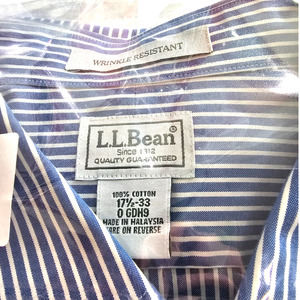 WRINKLE RESISTANT
L.L.Bean®
Since 1912
QUALITY GUARANTEED
100% COTTON
17½-33
0 GDH9
MADE IN MALAYSIA
CARE ON REVERSE